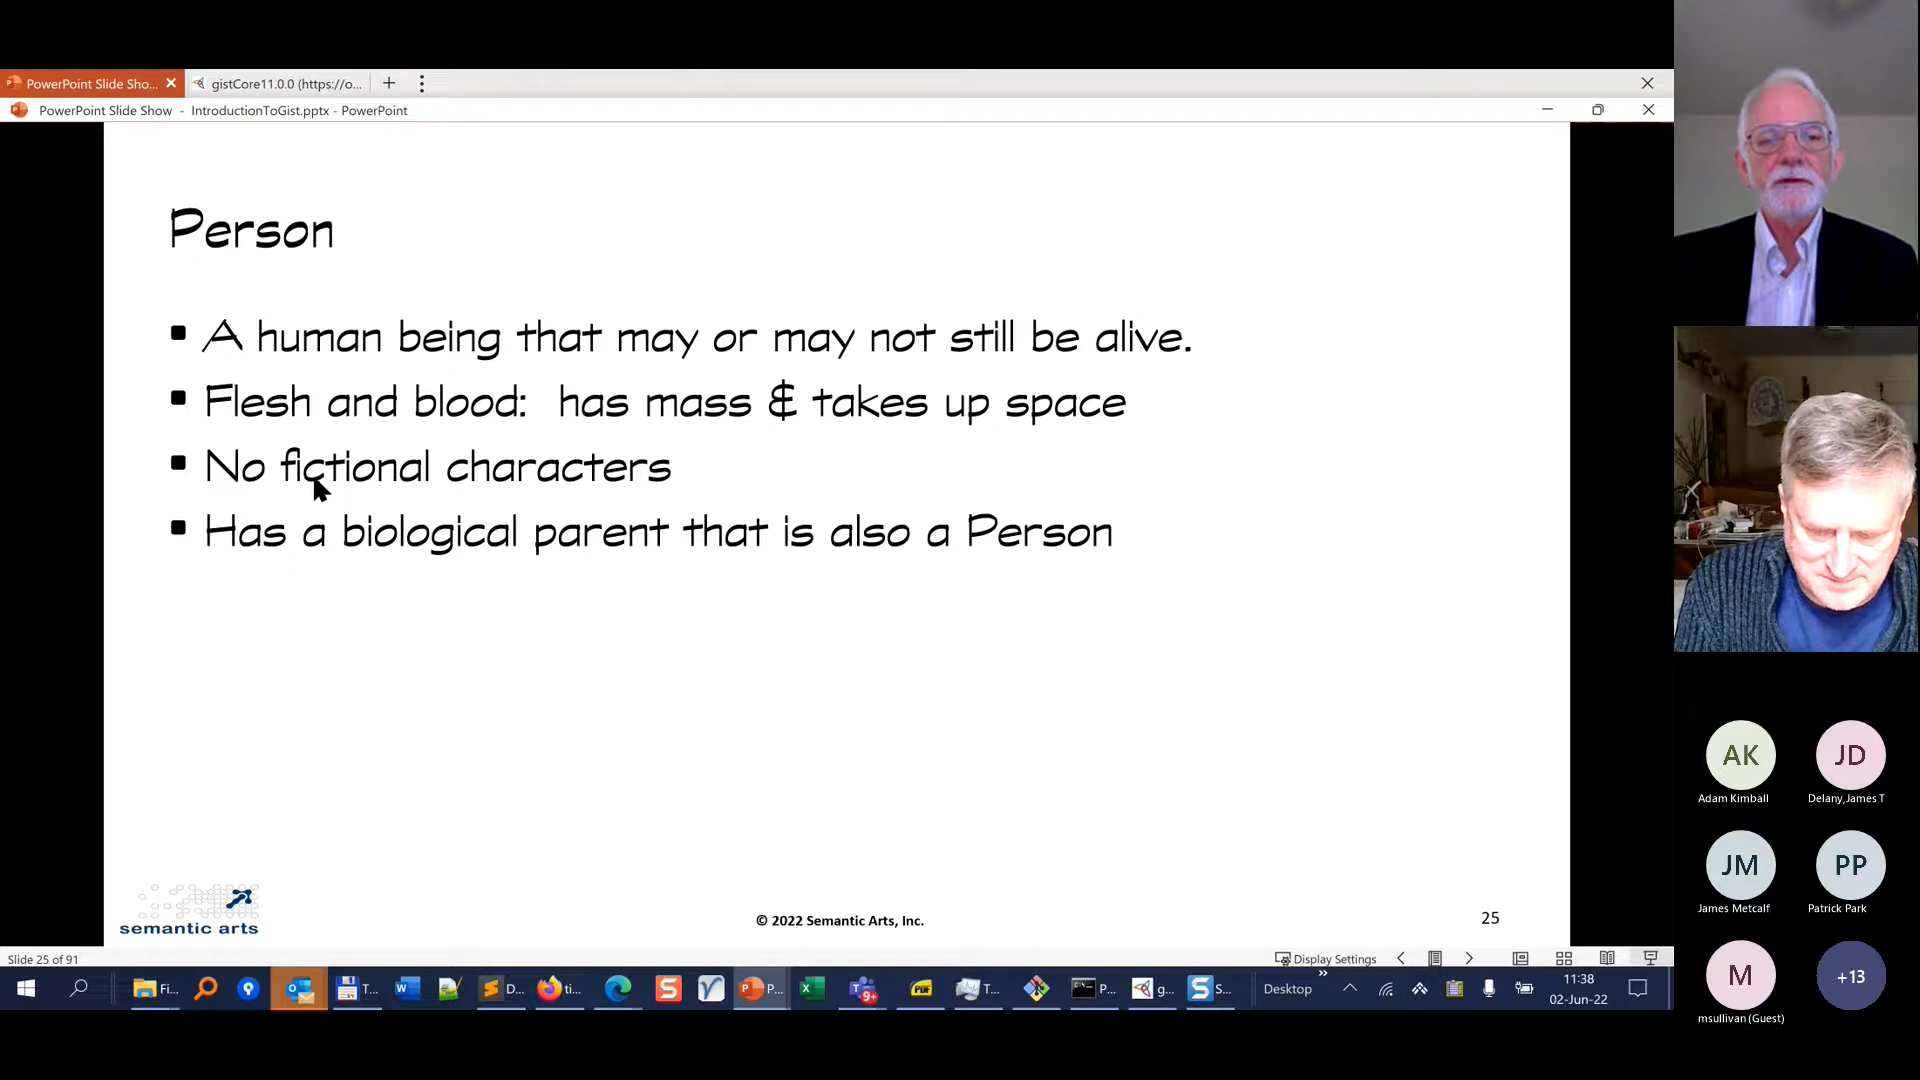 PowerPoint Slide Sho...
gistCore11.0.0 (https://o...
PowerPoint Slide Show - IntroductionToGist.pptx - PowerPoint
Person
▪ A human being that may or may not still be alive.
▪ Flesh and blood: has mass & takes up space
▪ No fictional characters
▪ Has a biological parent that is also a Person
semantic arts
© 2022 Semantic Arts, Inc.
25
Slide 25 of 91
Display Settings
Fi...
T...
D...
ti...
P...
9+
PDF
T...
P...
g...
S...
Desktop
11:38
02-Jun-22
AK
Adam Kimball
JD
Delany,James T
JM
James Metcalf
PP
Patrick Park
M
msullivan (Guest)
+13